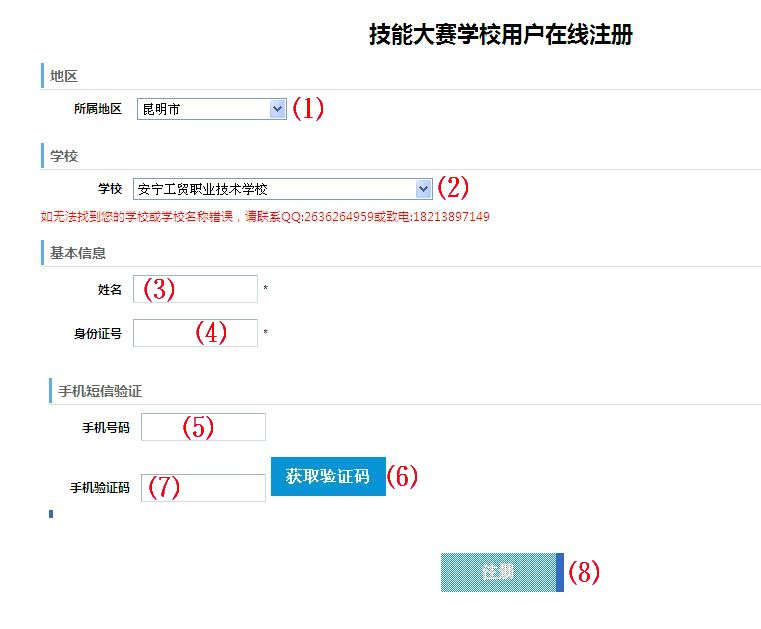 技能大赛学校用户在线注册
地区
所属地区 昆明市 (1)
学校
学校 安宁工贸职业技术学校 (2)
如无法找到您的学校或学校名称错误，请联系QQ:2636264959或致电:18213897149
基本信息
姓名 (3) *
身份证号 (4) *
手机短信验证
手机号码 (5)
手机验证码 (7) 获取验证码 (6)
注册 (8)